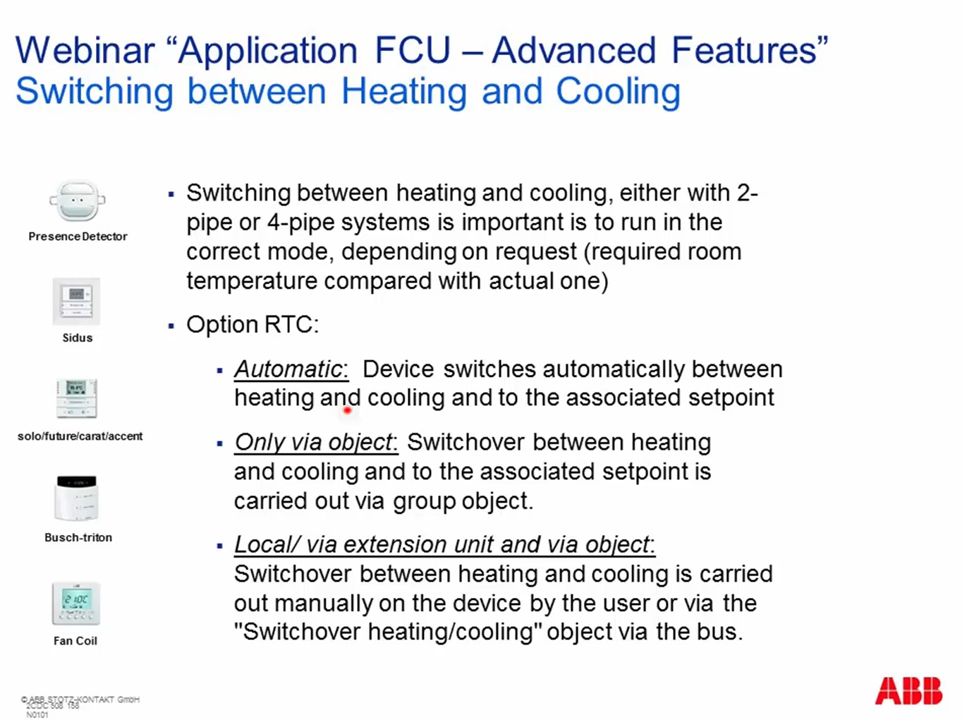 Webinar “Application FCU – Advanced Features”
Switching between Heating and Cooling
Presence Detector
Sidus
solo/future/carat/accent
Busch-triton
Fan Coil
▪ Switching between heating and cooling, either with 2-
pipe or 4-pipe systems is important is to run in the
correct mode, depending on request (required room
temperature compared with actual one)
▪ Option RTC:
▪ Automatic: Device switches automatically between
heating and cooling and to the associated setpoint
▪ Only via object: Switchover between heating
and cooling and to the associated setpoint is
carried out via group object.
▪ Local/ via extension unit and via object:
Switchover between heating and cooling is carried
out manually on the device by the user or via the
"Switchover heating/cooling" object via the bus.
© ABB STOTZ-KONTAKT GmbH
N0101
ABB